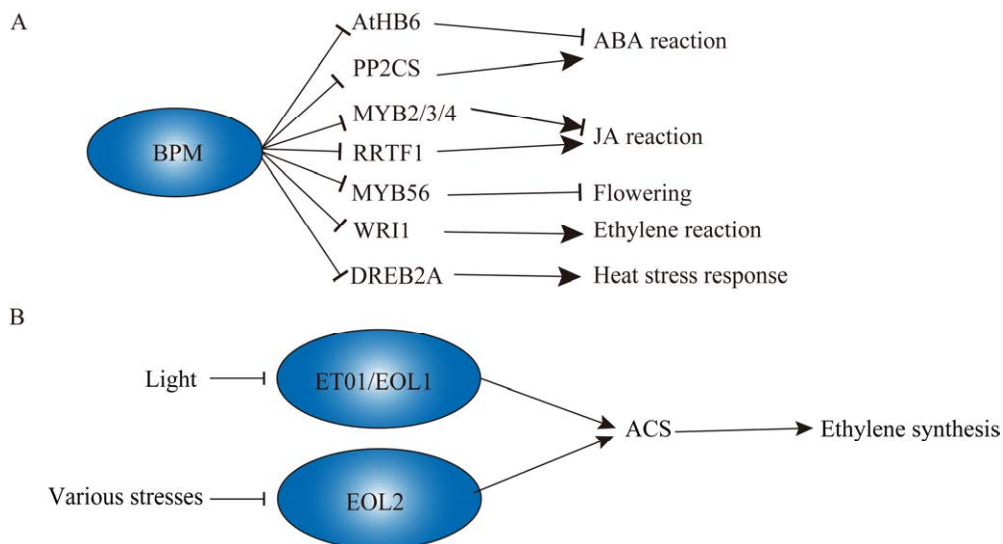 A
AtHB6
ABA reaction
PP2CS
MYB2/3/4
JA reaction
BPM
RRTF1
MYB56
Flowering
WRI1
Ethylene reaction
DREB2A
Heat stress response
B
Light
ET01/EOL1
ACS
Ethylene synthesis
Various stresses
EOL2